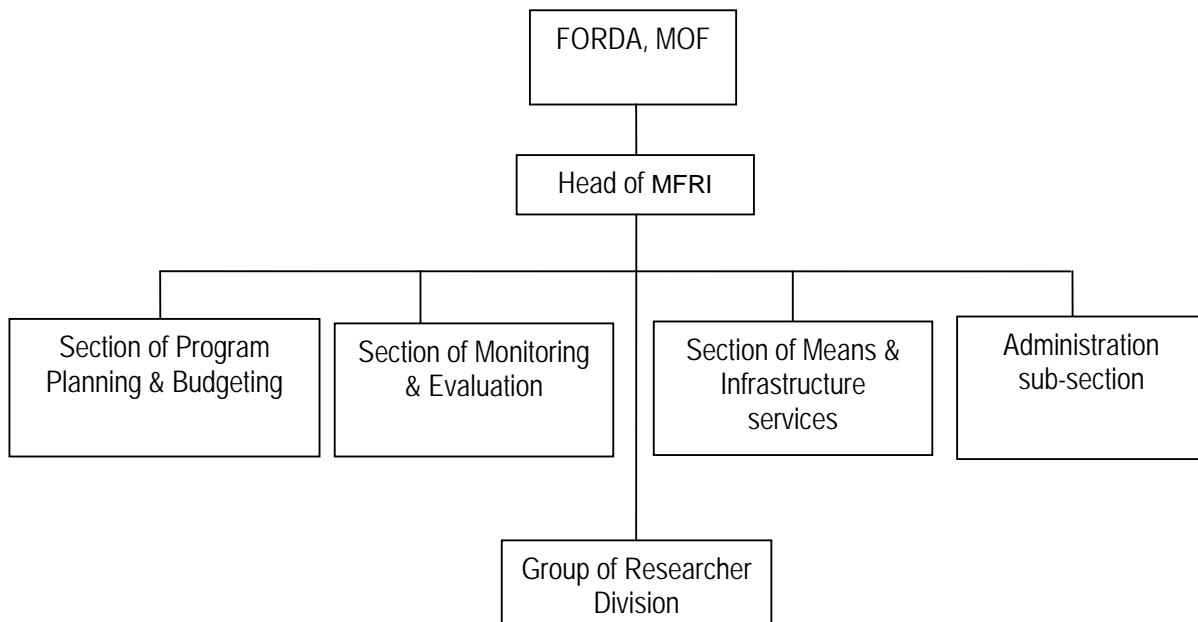 FORDA, MOF
Head of MFRI
Section of Program
Planning & Budgeting
Section of Monitoring
& Evaluation
Section of Means &
Infrastructure
services
Administration
sub-section
Group of Researcher
Division